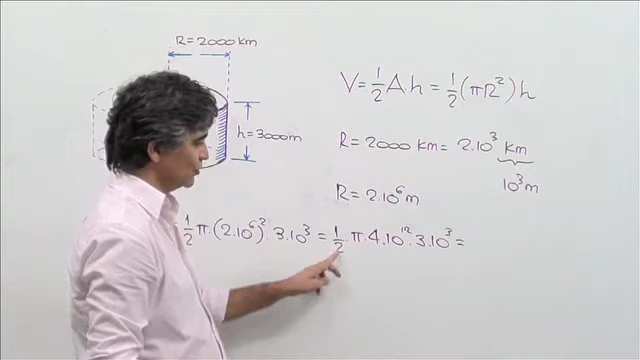 R = 2000 km
h = 3000m
V = 1/2 A.h = 1/2 (πR²) h
R = 2000 km = 2.10³ km
10³m
R = 2.10⁶ m
1/2 π.(2.10⁶)².3.10³ = 1/2.π.4.10¹².3.10³ =